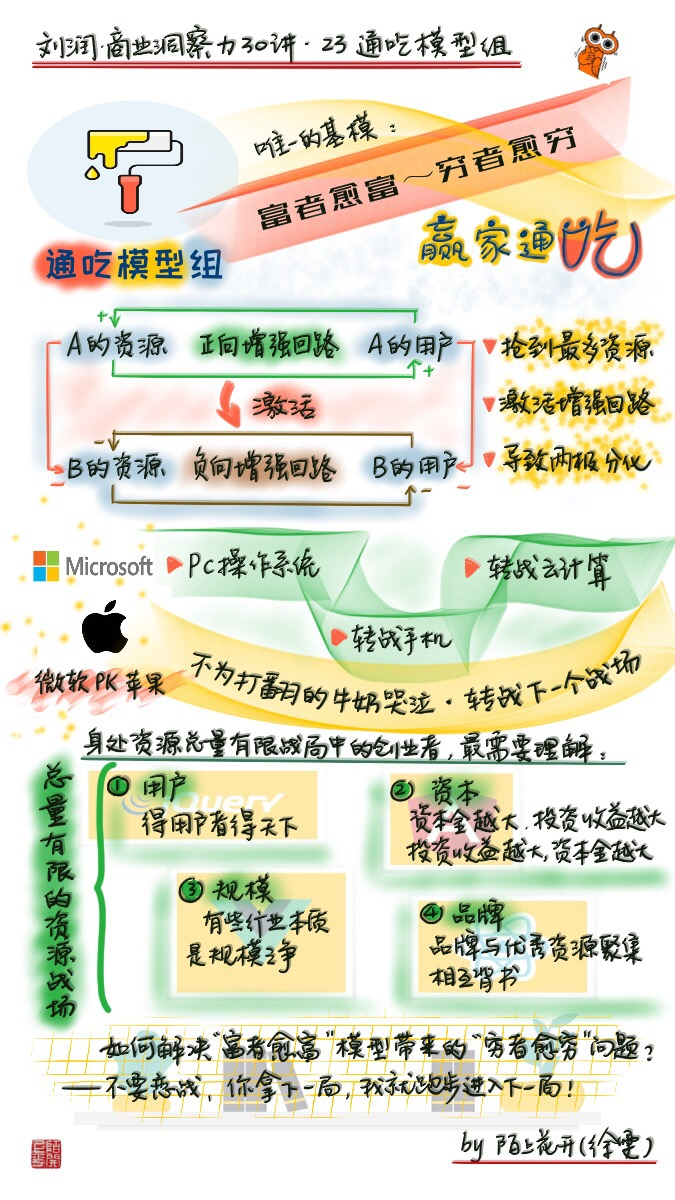 刘润·商业洞察力30讲·23 通吃模型组
唯一的基模：
富者愈富~穷者愈穷
通吃模型组
赢家通吃
A的资源 正向增强回路 A的用户
+
+
激活
B的资源 负向增强回路 B的用户
-
-
-
-
抢到最多资源
激活增强回路
导致两极分化
Microsoft
Pc操作系统
转战云计算
转战手机
微软PK苹果
不为打翻的牛奶哭泣·转战下一个战场
身处资源总量有限战局中的创业者，最需要理解：
总量有限的资源战场
① 用户
得用户者得天下
② 资本
资本金越大，投资收益越大
投资收益越大，资本金越大
③ 规模
有些行业本质
是规模之争
④ 品牌
品牌与优秀资源聚集
相互背书
jQuery
如何解决“富者愈富”模型带来的“穷者愈穷”问题？
——不要恋战，你拿下一局，我就跑步进入下一局！
by 陌上花开(徐雯)